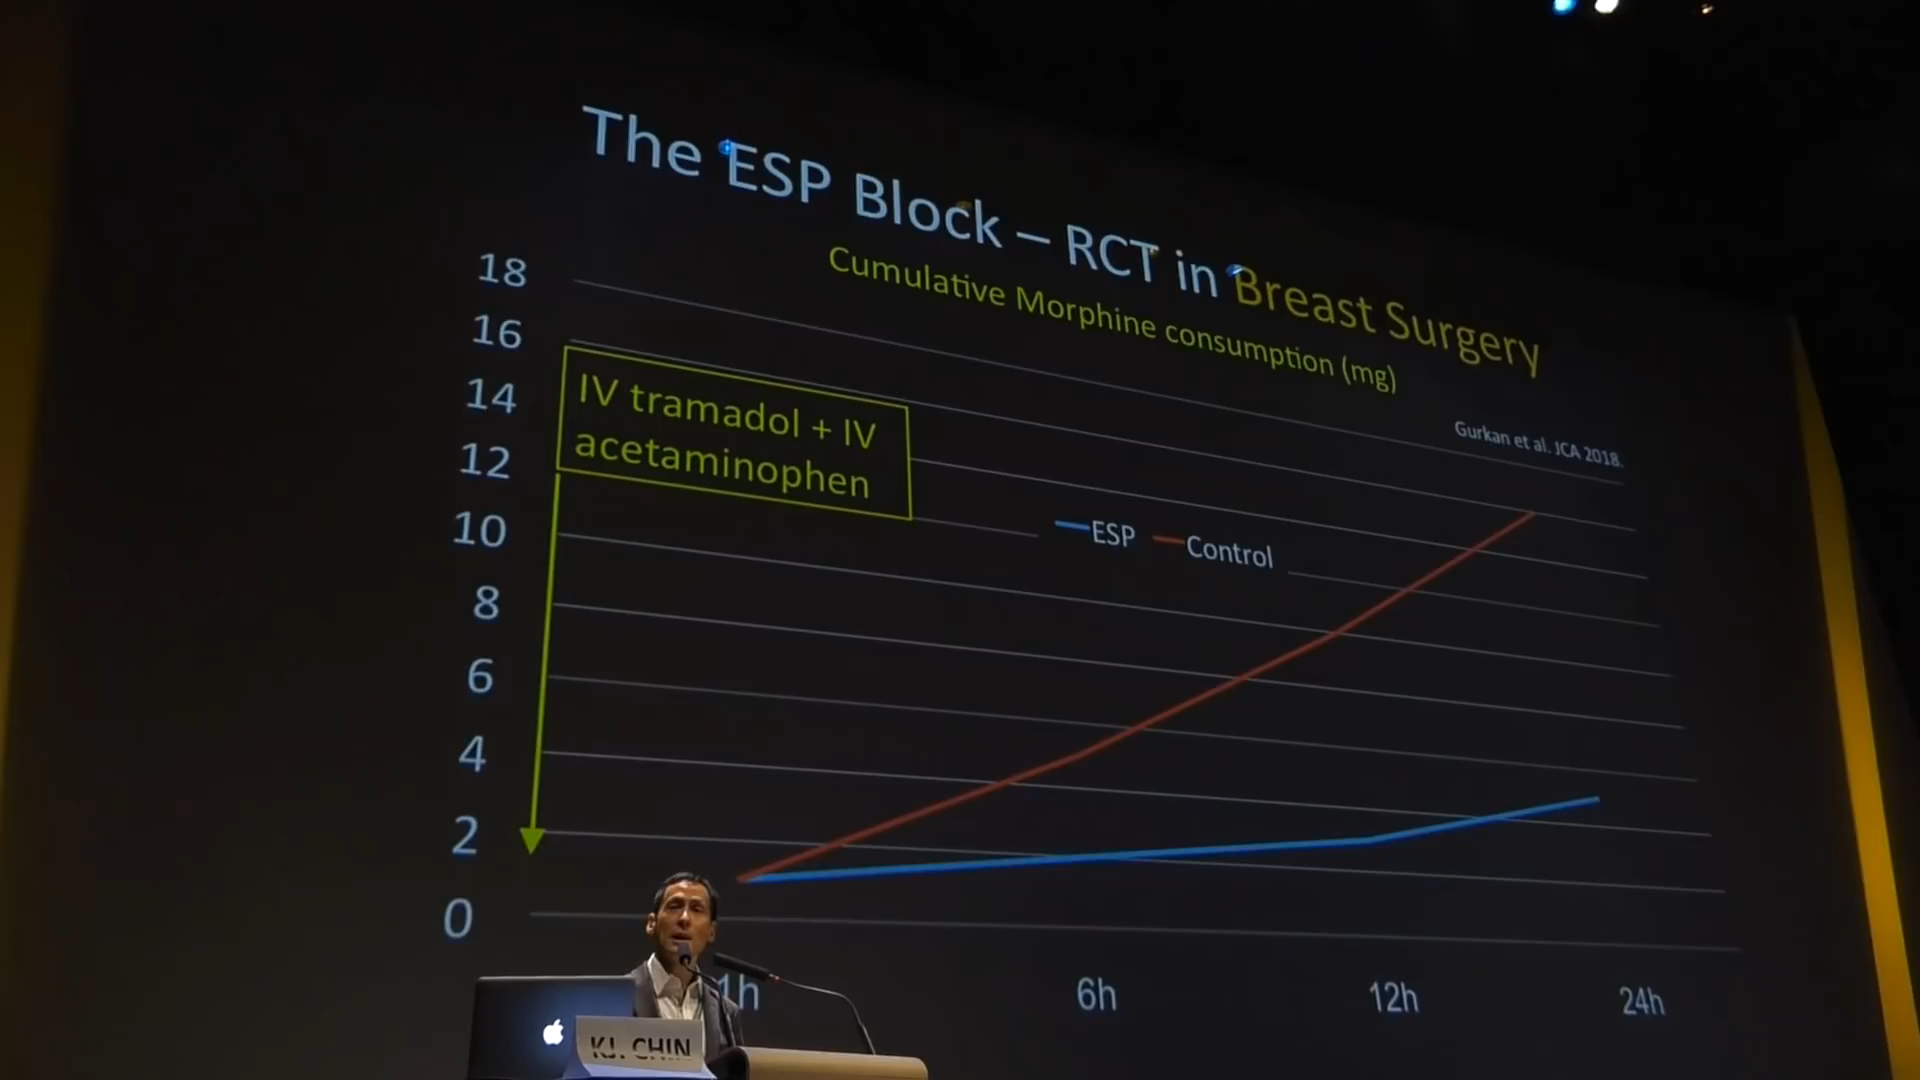 The ESP Block – RCT in Breast Surgery
Cumulative Morphine consumption (mg)
Gurkan et al. JCA 2018.
18
16
14
12
10
8
6
4
2
0
IV tramadol + IV
acetaminophen
ESP Control
1h 6h 12h 24h
KJ. CHIN